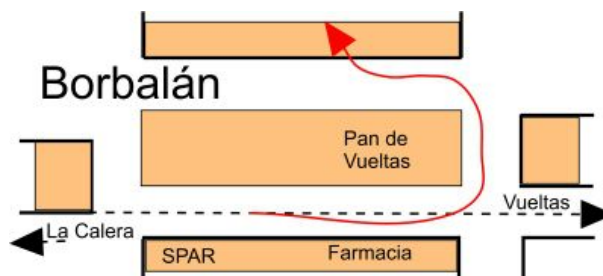 Borbalán
Pan de
Vueltas
Vueltas
La Calera
SPAR
Farmacia